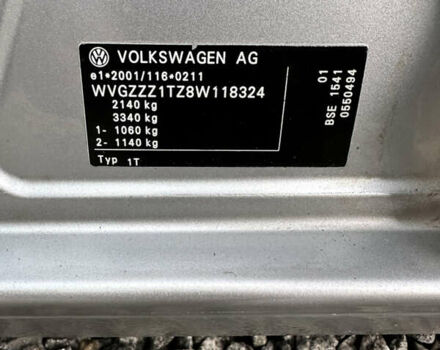 VOLKSWAGEN AG
e1*2001/116*0211
WVGZZZ1TZ8W118324
2140 kg
3340 kg
1- 1060 kg
2- 1140 kg
Typ 1T
01
BSE 1541
0550494